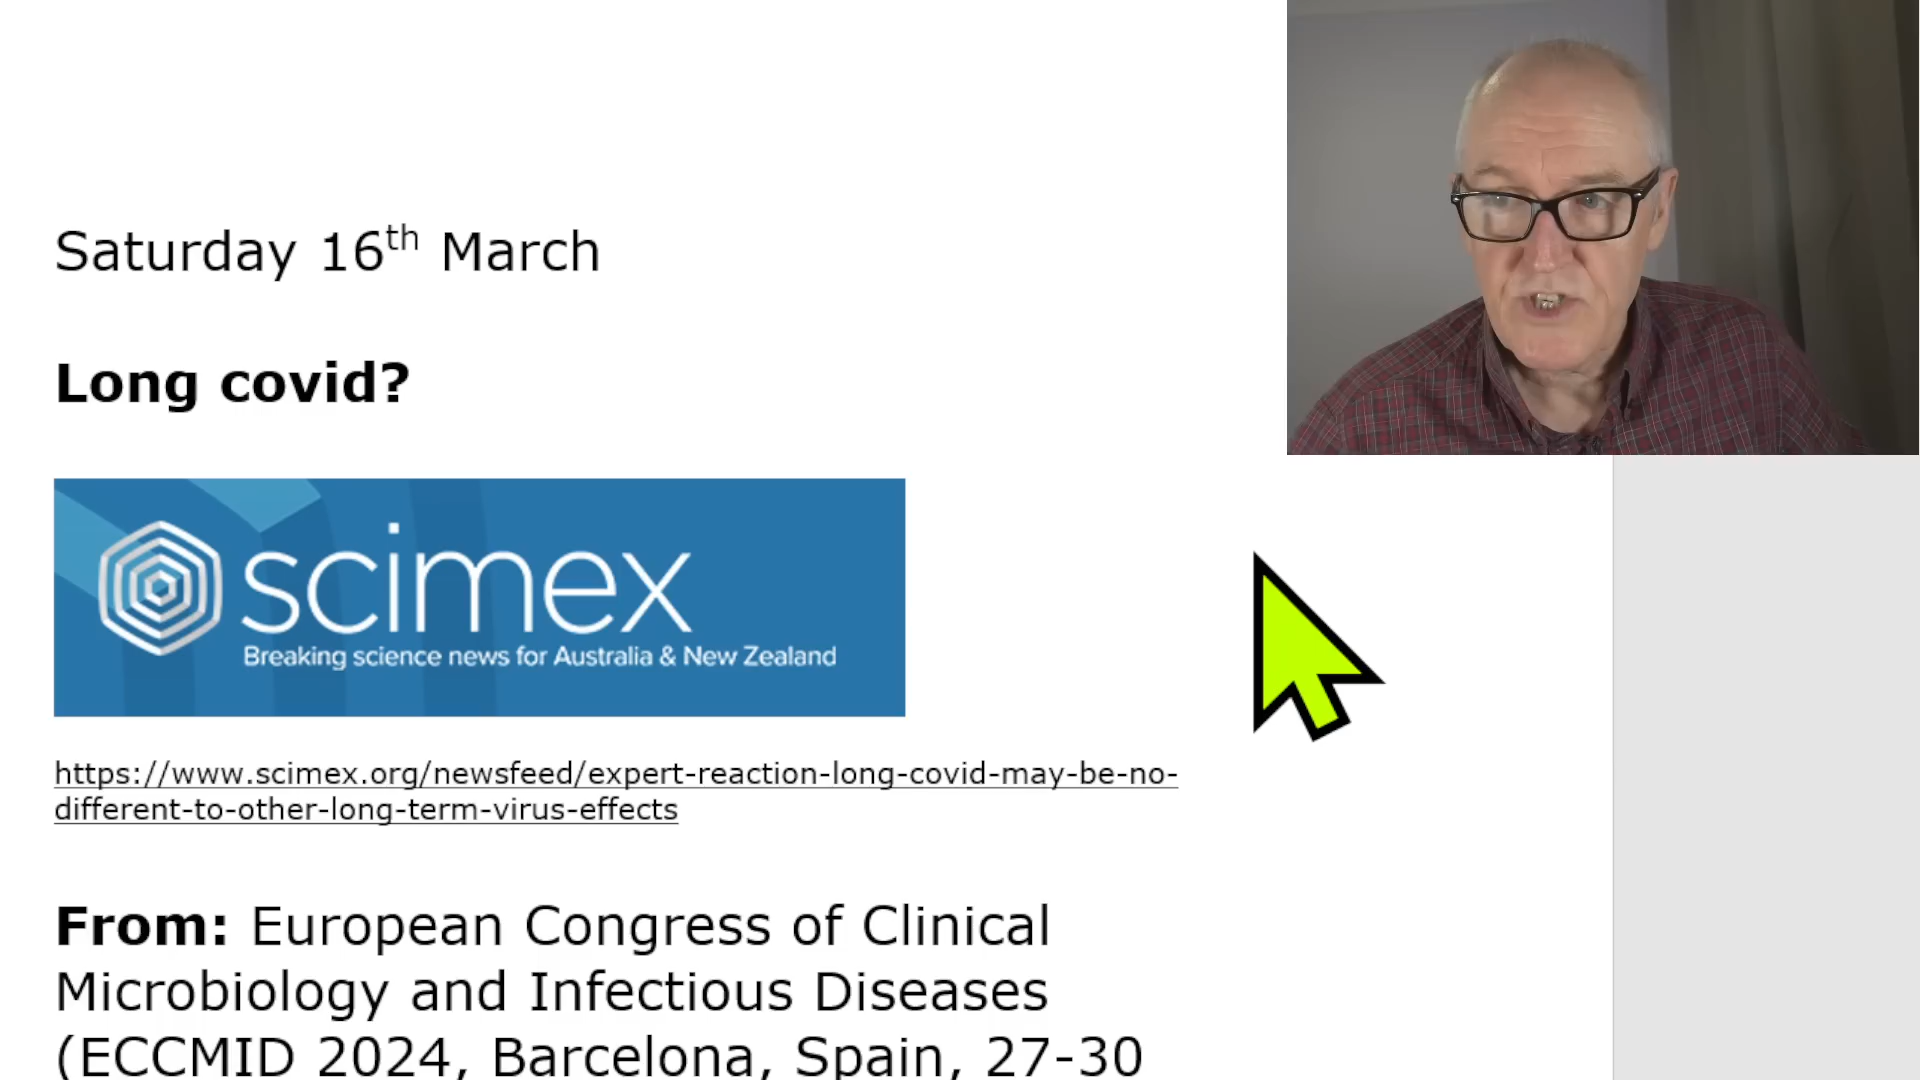 Saturday 16th March
Long covid?
scimex
Breaking science news for Australia & New Zealand
https://www.scimex.org/newsfeed/expert-reaction-long-covid-may-be-no-
different-to-other-long-term-virus-effects
From: European Congress of Clinical
Microbiology and Infectious Diseases
(ECCMID 2024, Barcelona, Spain, 27-30